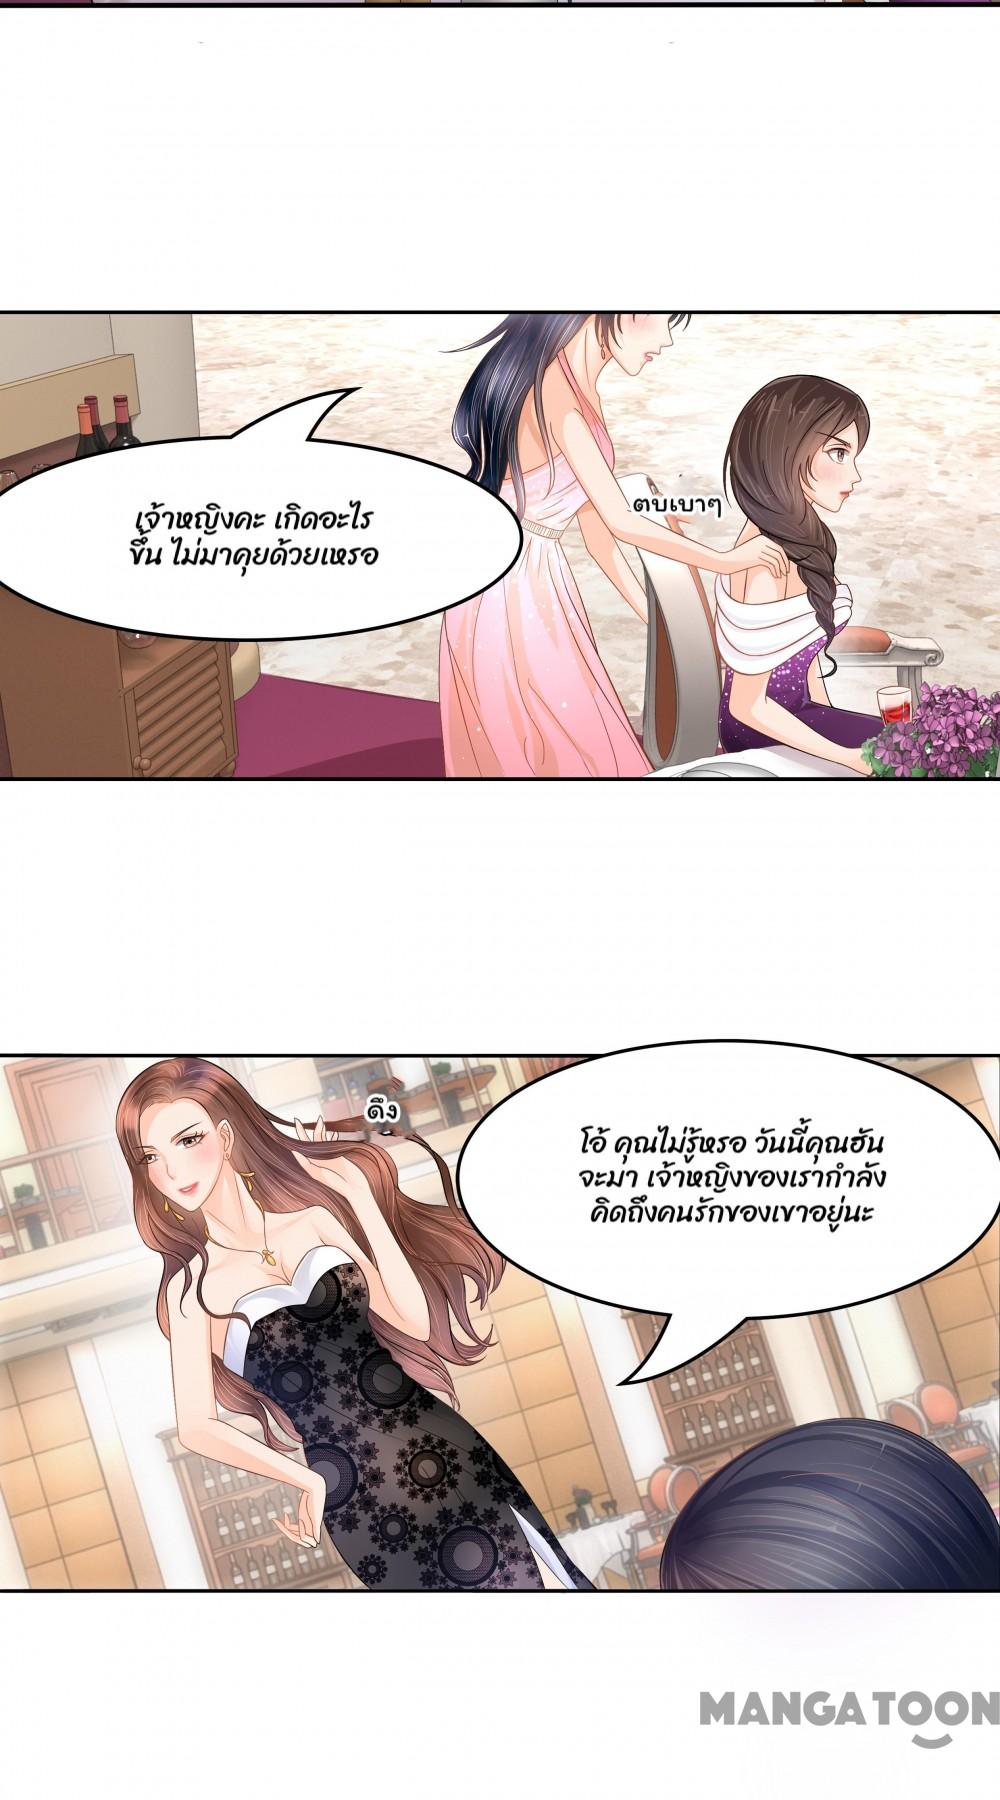 เจ้าหญิงคะ เกิดอะไร
ขึ้น ไม่มาคุยด้วยเหรอ
ตบเบาๆ
ดึง
โอ้ คุณไม่รู้หรอ วันนี้คุณฮัน
จะมา เจ้าหญิงของเรากำลัง
คิดถึงคนรักของเขาอยู่นะ
MANGATOON